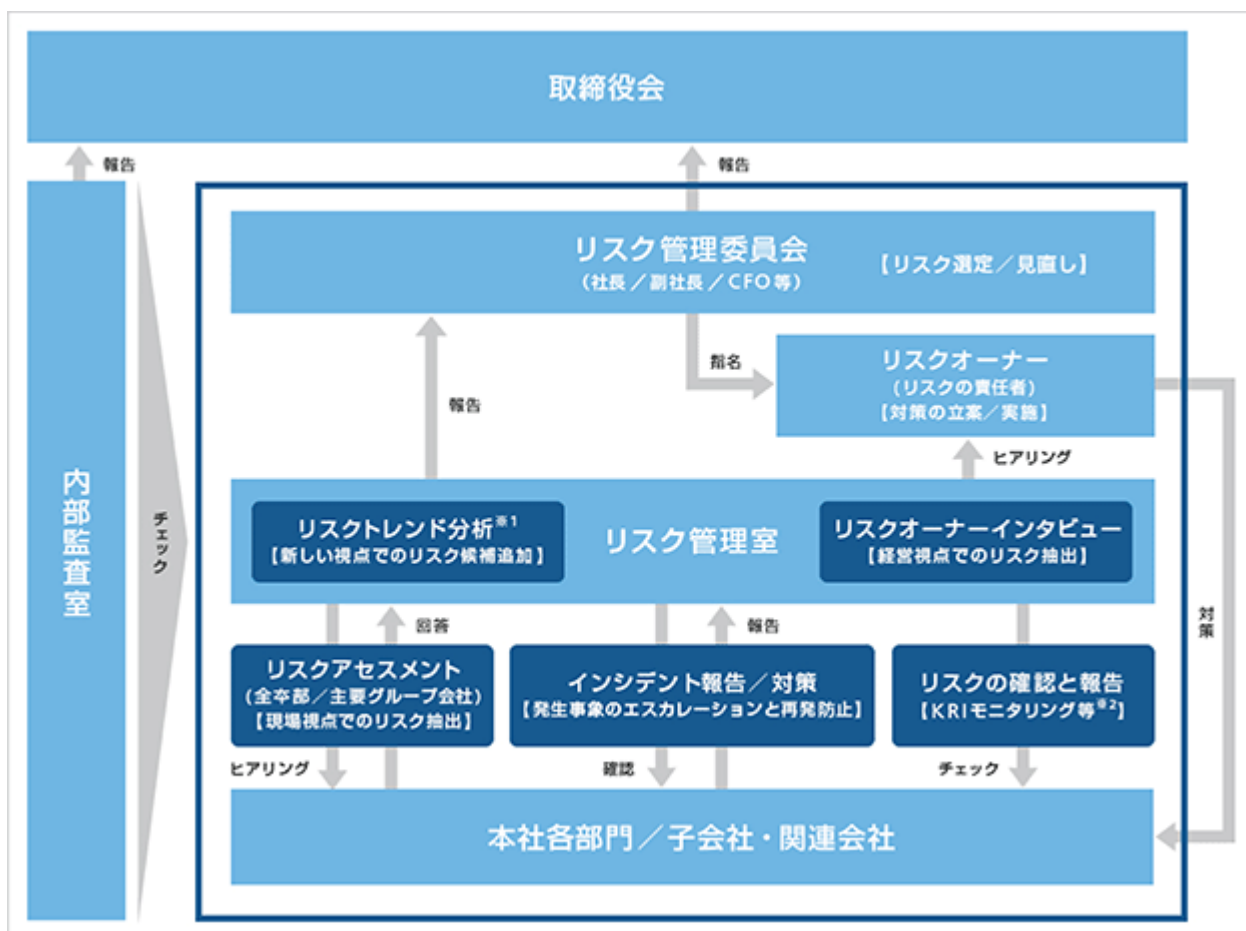 取締役会
報告
報告
内部監査室
チェック
リスク管理委員会
(社長／副社長／CFO等)
【リスク選定／見直し】
報告
指名
リスクオーナー
(リスクの責任者)
【対策の立案／実施】
ヒアリング
リスクトレンド分析※1
【新しい視点でのリスク候補追加】
リスク管理室
リスクオーナーインタビュー
【経営視点でのリスク抽出】
対策
回答
報告
リスクアセスメント
(全卒部／主要グループ会社)
【現場視点でのリスク抽出】
インシデント報告／対策
【発生事象のエスカレーションと再発防止】
リスクの確認と報告
【KRIモニタリング等※2】
ヒアリング
確認
チェック
本社各部門／子会社・関連会社